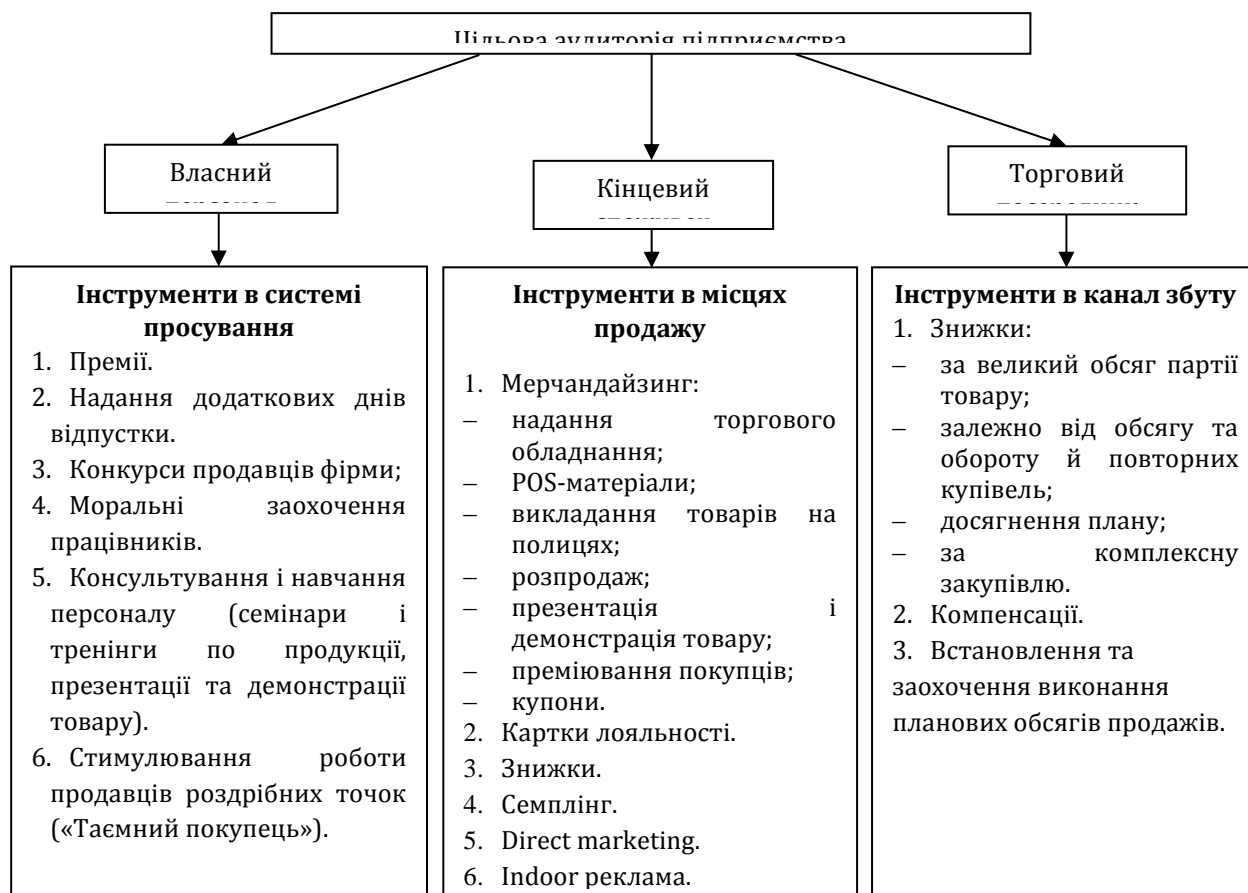 Цільова аудиторія підприємства
Власний
Кінцевий
Торговий
Інструменти в системі
просування
1. Премії.
2. Надання додаткових днів
відпустки.
3. Конкурси продавців фірми;
4. Моральні заохочення
працівників.
5. Консультування і навчання
персоналу (семінари і
тренінги по продукції,
презентації та демонстрації
товару).
6. Стимулювання роботи
продавців роздрібних точок
(«Таємний покупець»).
Інструменти в місцях
продажу
1. Мерчандайзинг:
– надання торгового
обладнання;
– POS-матеріали;
– викладання товарів на
полицях;
– розпродаж;
– презентація і
демонстрація товару;
– преміювання покупців;
– купони.
2. Картки лояльності.
3. Знижки.
4. Семплінг.
5. Direct marketing.
6. Indoor реклама.
Інструменти в канал збуту
1. Знижки:
– за великий обсяг партії
товару;
– залежно від обсягу та
обороту й повторних
купівель;
– досягнення плану;
– за комплексну
закупівлю.
2. Компенсації.
3. Встановлення та
заохочення виконання
планових обсягів продажів.